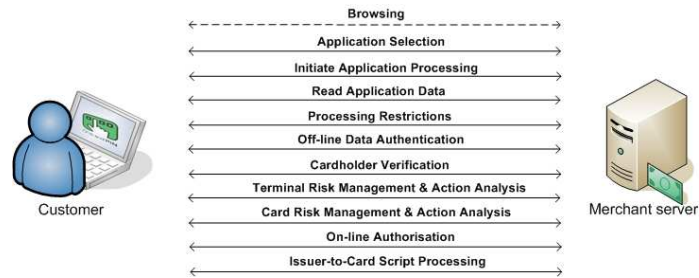 Browsing
Application Selection
Initiate Application Processing
Read Application Data
Processing Restrictions
Off-line Data Authentication
Cardholder Verification
Terminal Risk Management & Action Analysis
Card Risk Management & Action Analysis
On-line Authorisation
Issuer-to-Card Script Processing
Customer
Merchant server